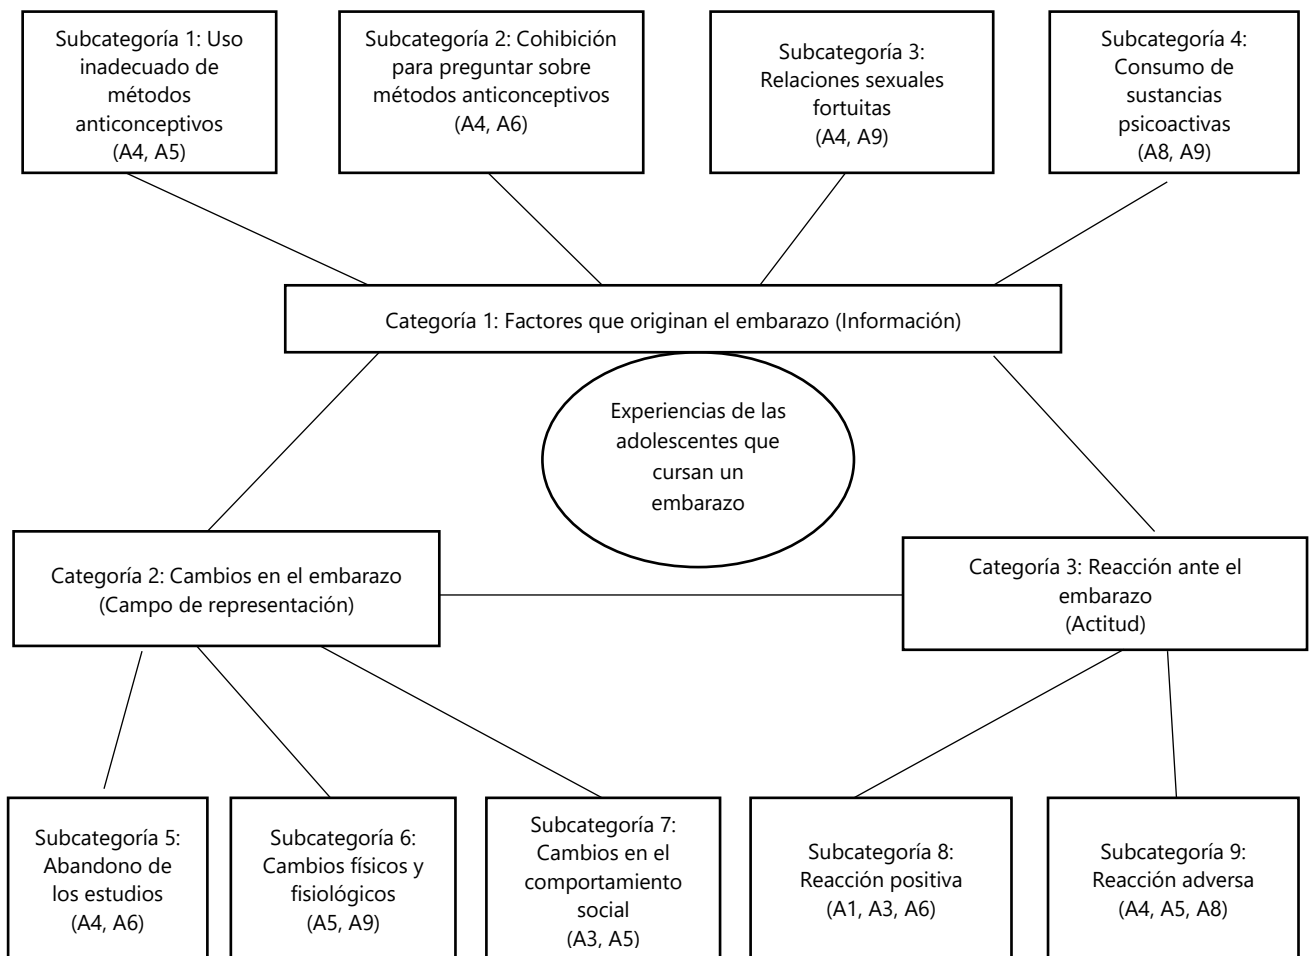 Subcategoría 1: Uso
inadecuado de
métodos
anticonceptivos
(A4, A5)
Subcategoría 2: Cohibición
para preguntar sobre
métodos anticonceptivos
(A4, A6)
Subcategoría 3:
Relaciones sexuales
fortuitas
(A4, A9)
Subcategoría 4:
Consumo de
sustancias
psicoactivas
(A8, A9)
Categoría 1: Factores que originan el embarazo (Información)
Experiencias de las
adolescentes que
cursan un
embarazo
Categoría 2: Cambios en el embarazo
(Campo de representación)
Categoría 3: Reacción ante el
embarazo
(Actitud)
Subcategoría 5:
Abandono de
los estudios
(A4, A6)
Subcategoría 6:
Cambios físicos y
fisiológicos
(A5, A9)
Subcategoría 7:
Cambios en el
comportamiento
social
(A3, A5)
Subcategoría 8:
Reacción positiva
(A1, A3, A6)
Subcategoría 9:
Reacción adversa
(A4, A5, A8)